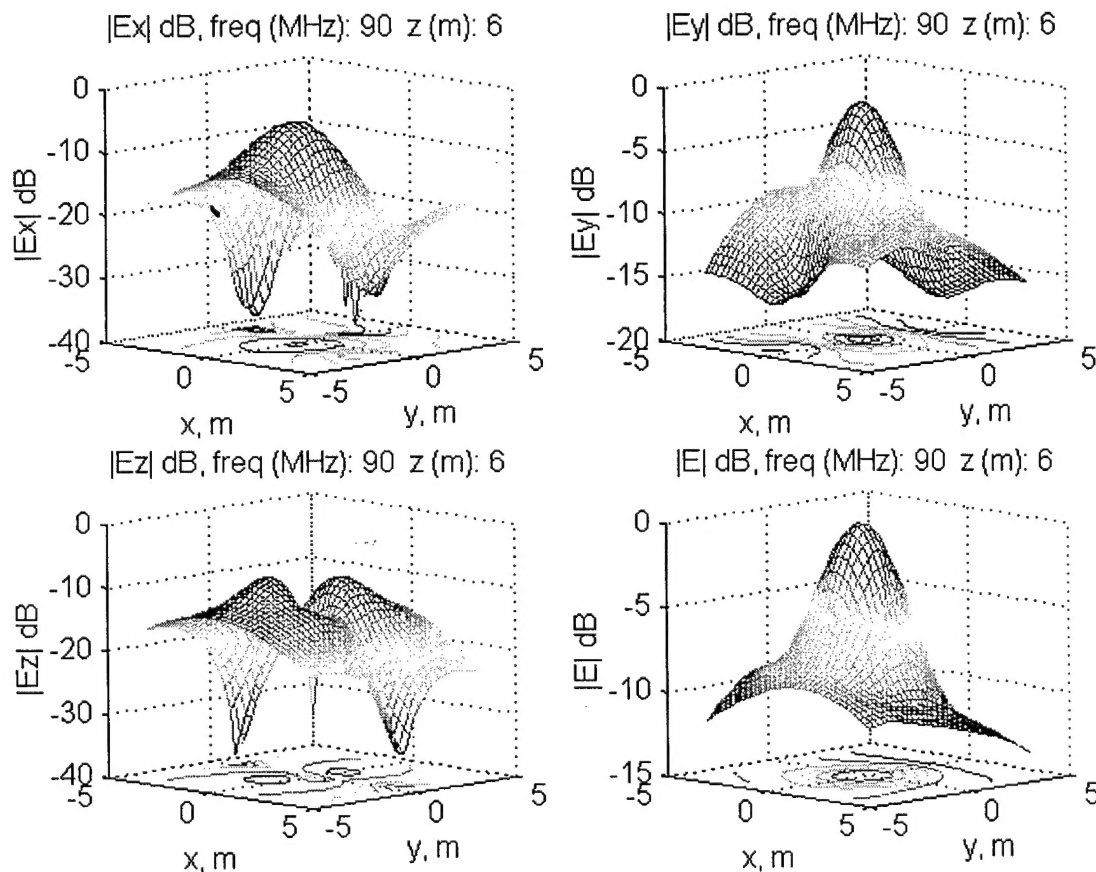 |Ex| dB, freq (MHz): 90 z (m): 6
0
-10
-20
-30
-40
|Ex| dB
-5
0
5
x, m
-5
0
5
y, m
|Ey| dB, freq (MHz): 90 z (m): 6
0
-5
-10
-15
-20
|Ey| dB
-5
0
5
x, m
-5
0
5
y, m
|Ez| dB, freq (MHz): 90 z (m): 6
0
-10
-20
-30
-40
|Ez| dB
-5
0
5
x, m
-5
0
5
y, m
|E| dB, freq (MHz): 90 z (m): 6
0
-5
-10
-15
|E| dB
-5
0
5
x, m
-5
0
5
y, m